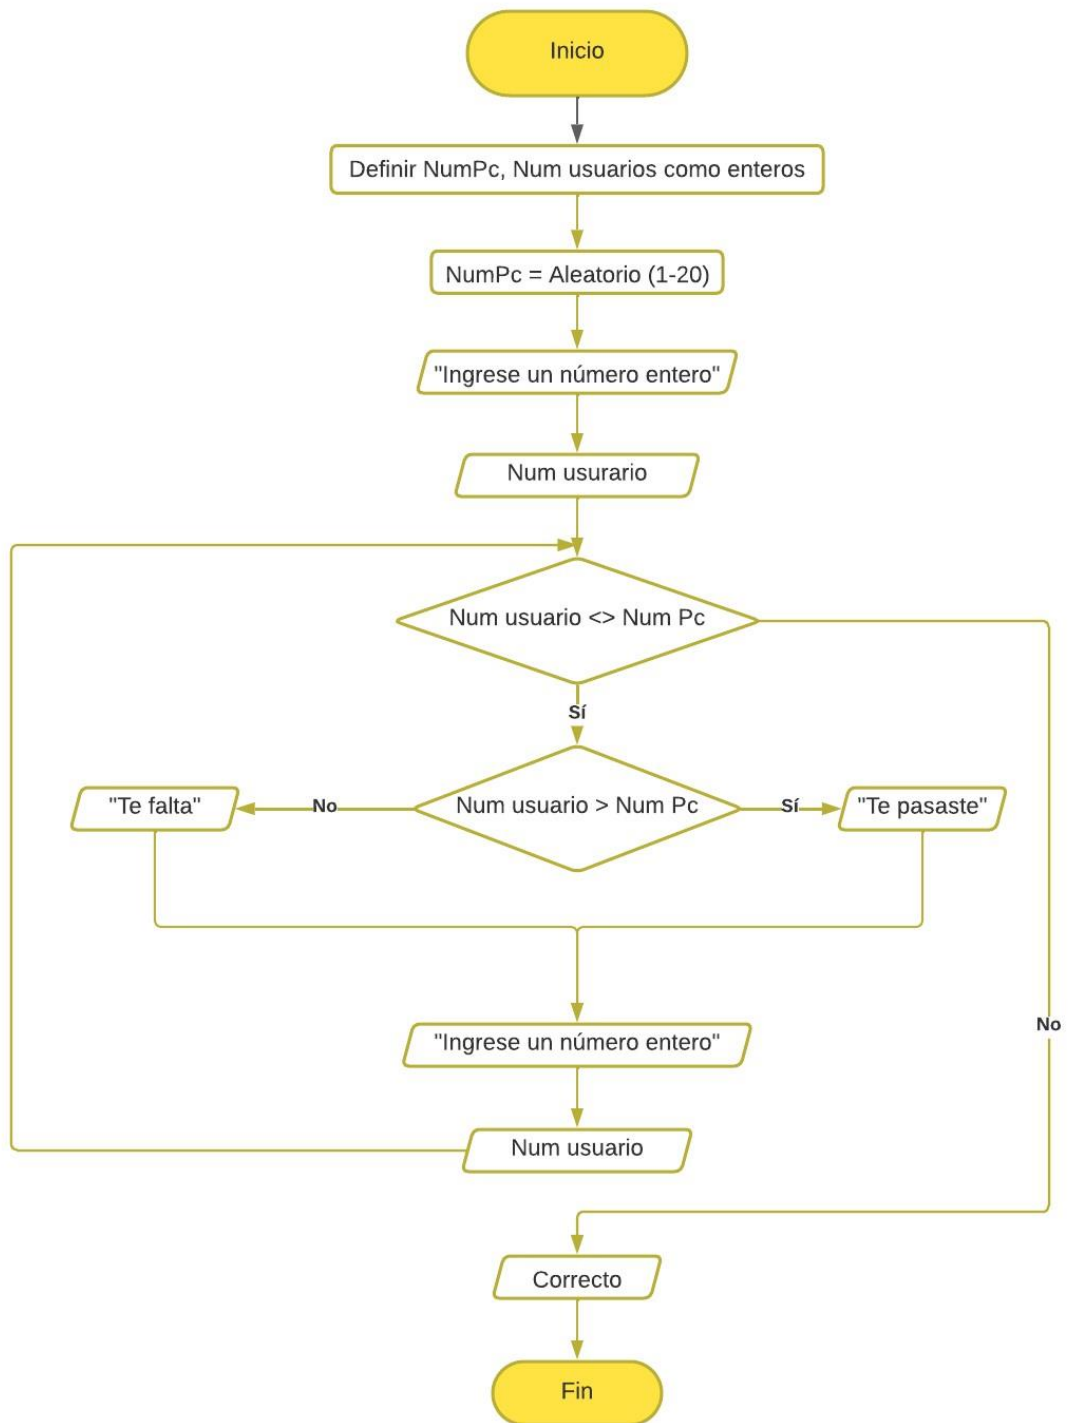 Inicio
Definir NumPc, Num usuarios como enteros
NumPc = Aleatorio (1-20)
"Ingrese un número entero"
Num usurario
Num usuario <> Num Pc
Sí
"Te falta"
No
Num usuario > Num Pc
Sí
"Te pasaste"
No
"Ingrese un número entero"
Num usuario
Correcto
Fin